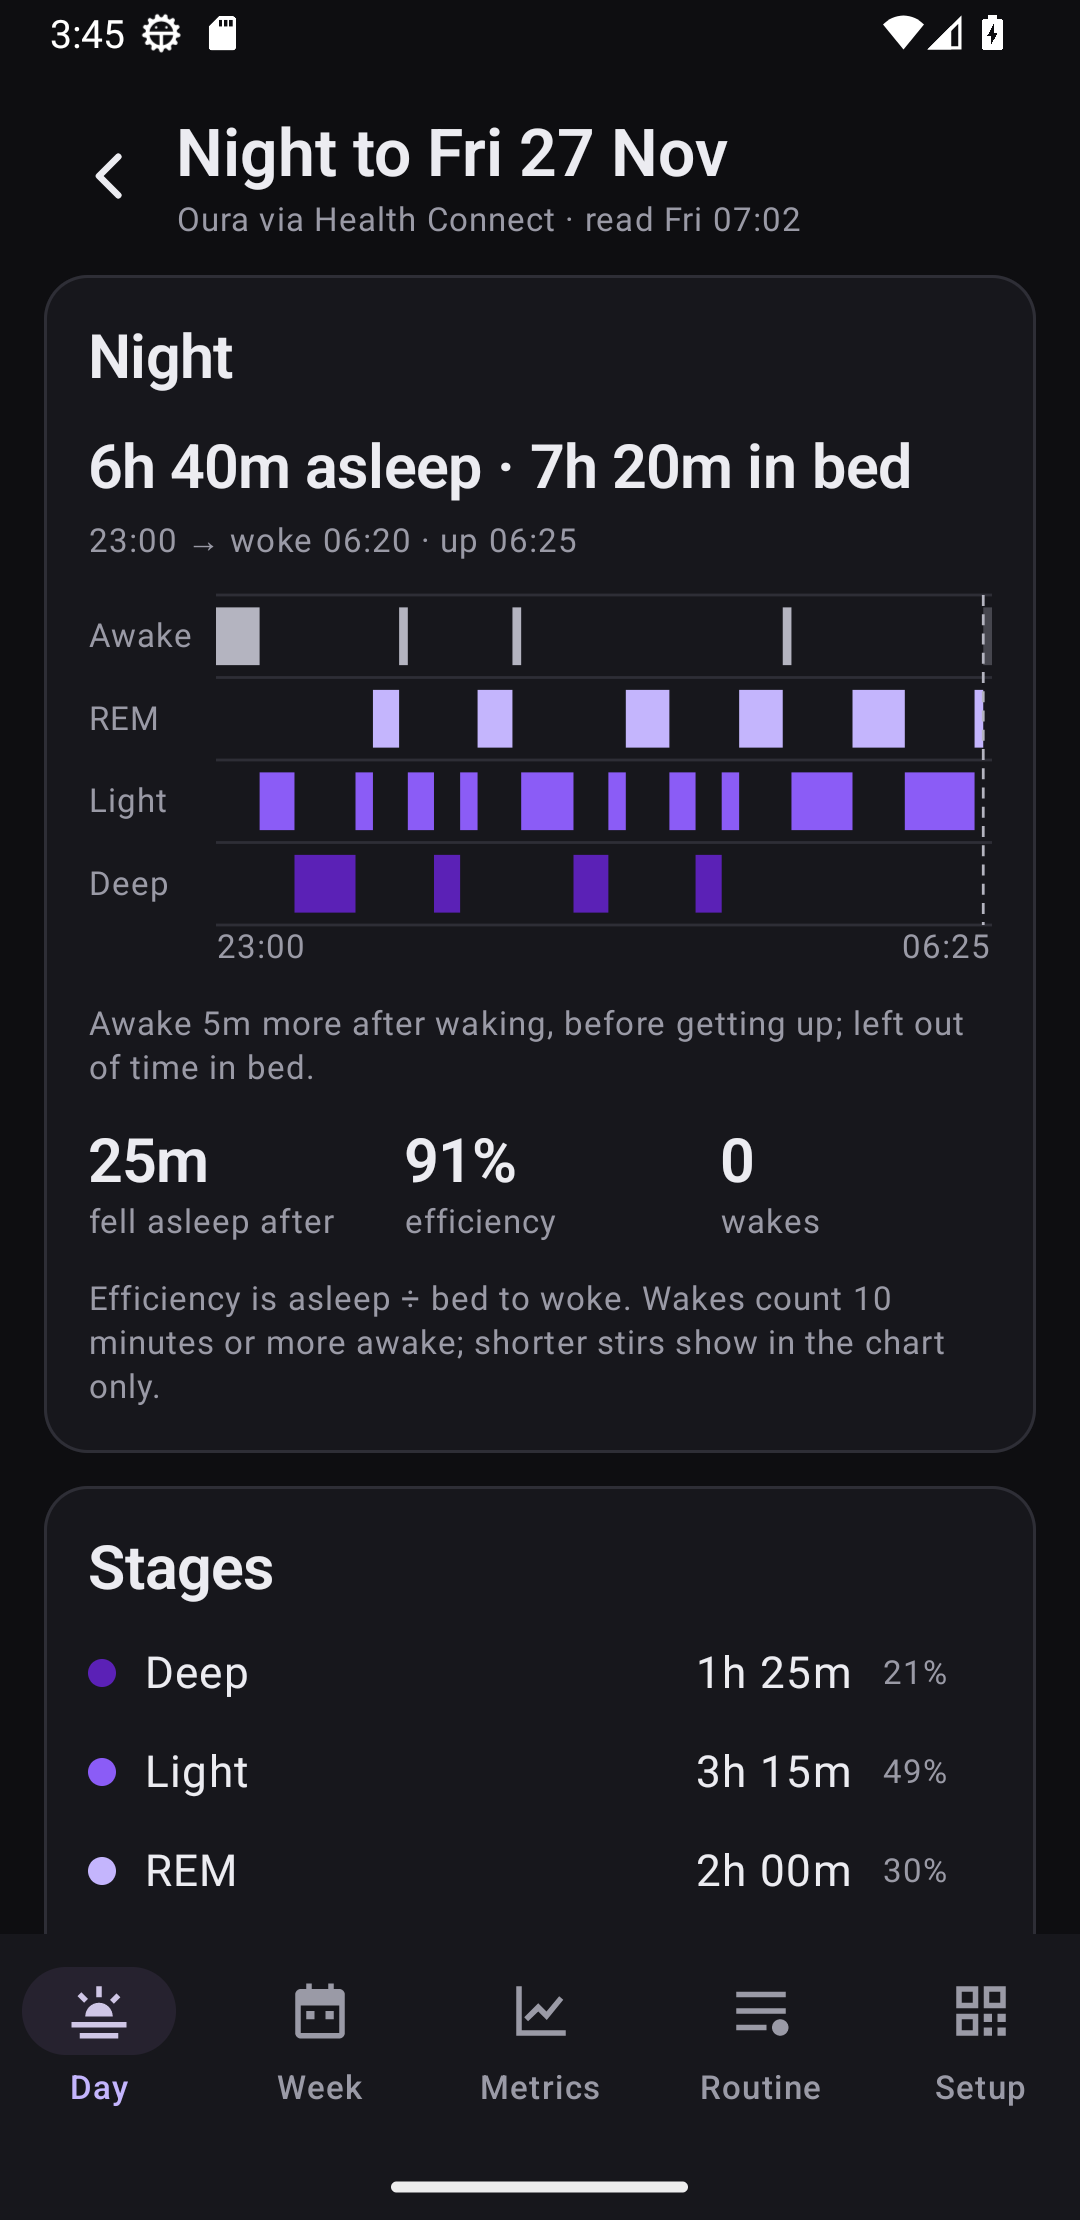 3:45
Night to Fri 27 Nov
Oura via Health Connect · read Fri 07:02
Night
6h 40m asleep · 7h 20m in bed
23:00 → woke 06:20 · up 06:25
Awake
REM
Light
Deep
23:00 06:25
Awake 5m more after waking, before getting up; left out
of time in bed.
25m 91% 0
fell asleep after efficiency wakes
Efficiency is asleep ÷ bed to woke. Wakes count 10
minutes or more awake; shorter stirs show in the chart
only.
Stages
Deep 1h 25m 21%
Light 3h 15m 49%
REM 2h 00m 30%
Day Week Metrics Routine Setup